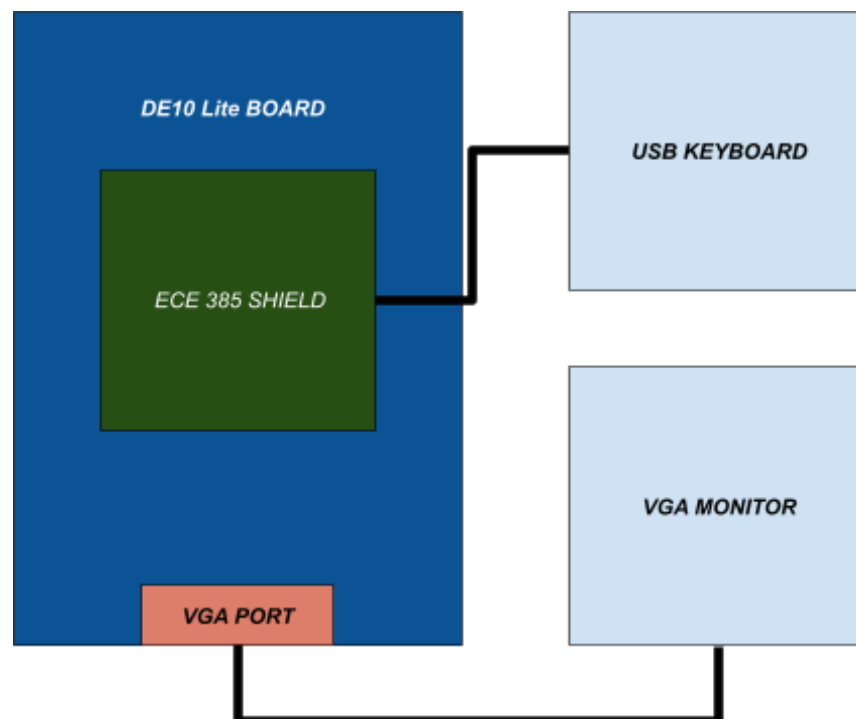 DE10 Lite BOARD
USB KEYBOARD
ECE 385 SHIELD
VGA MONITOR
VGA PORT